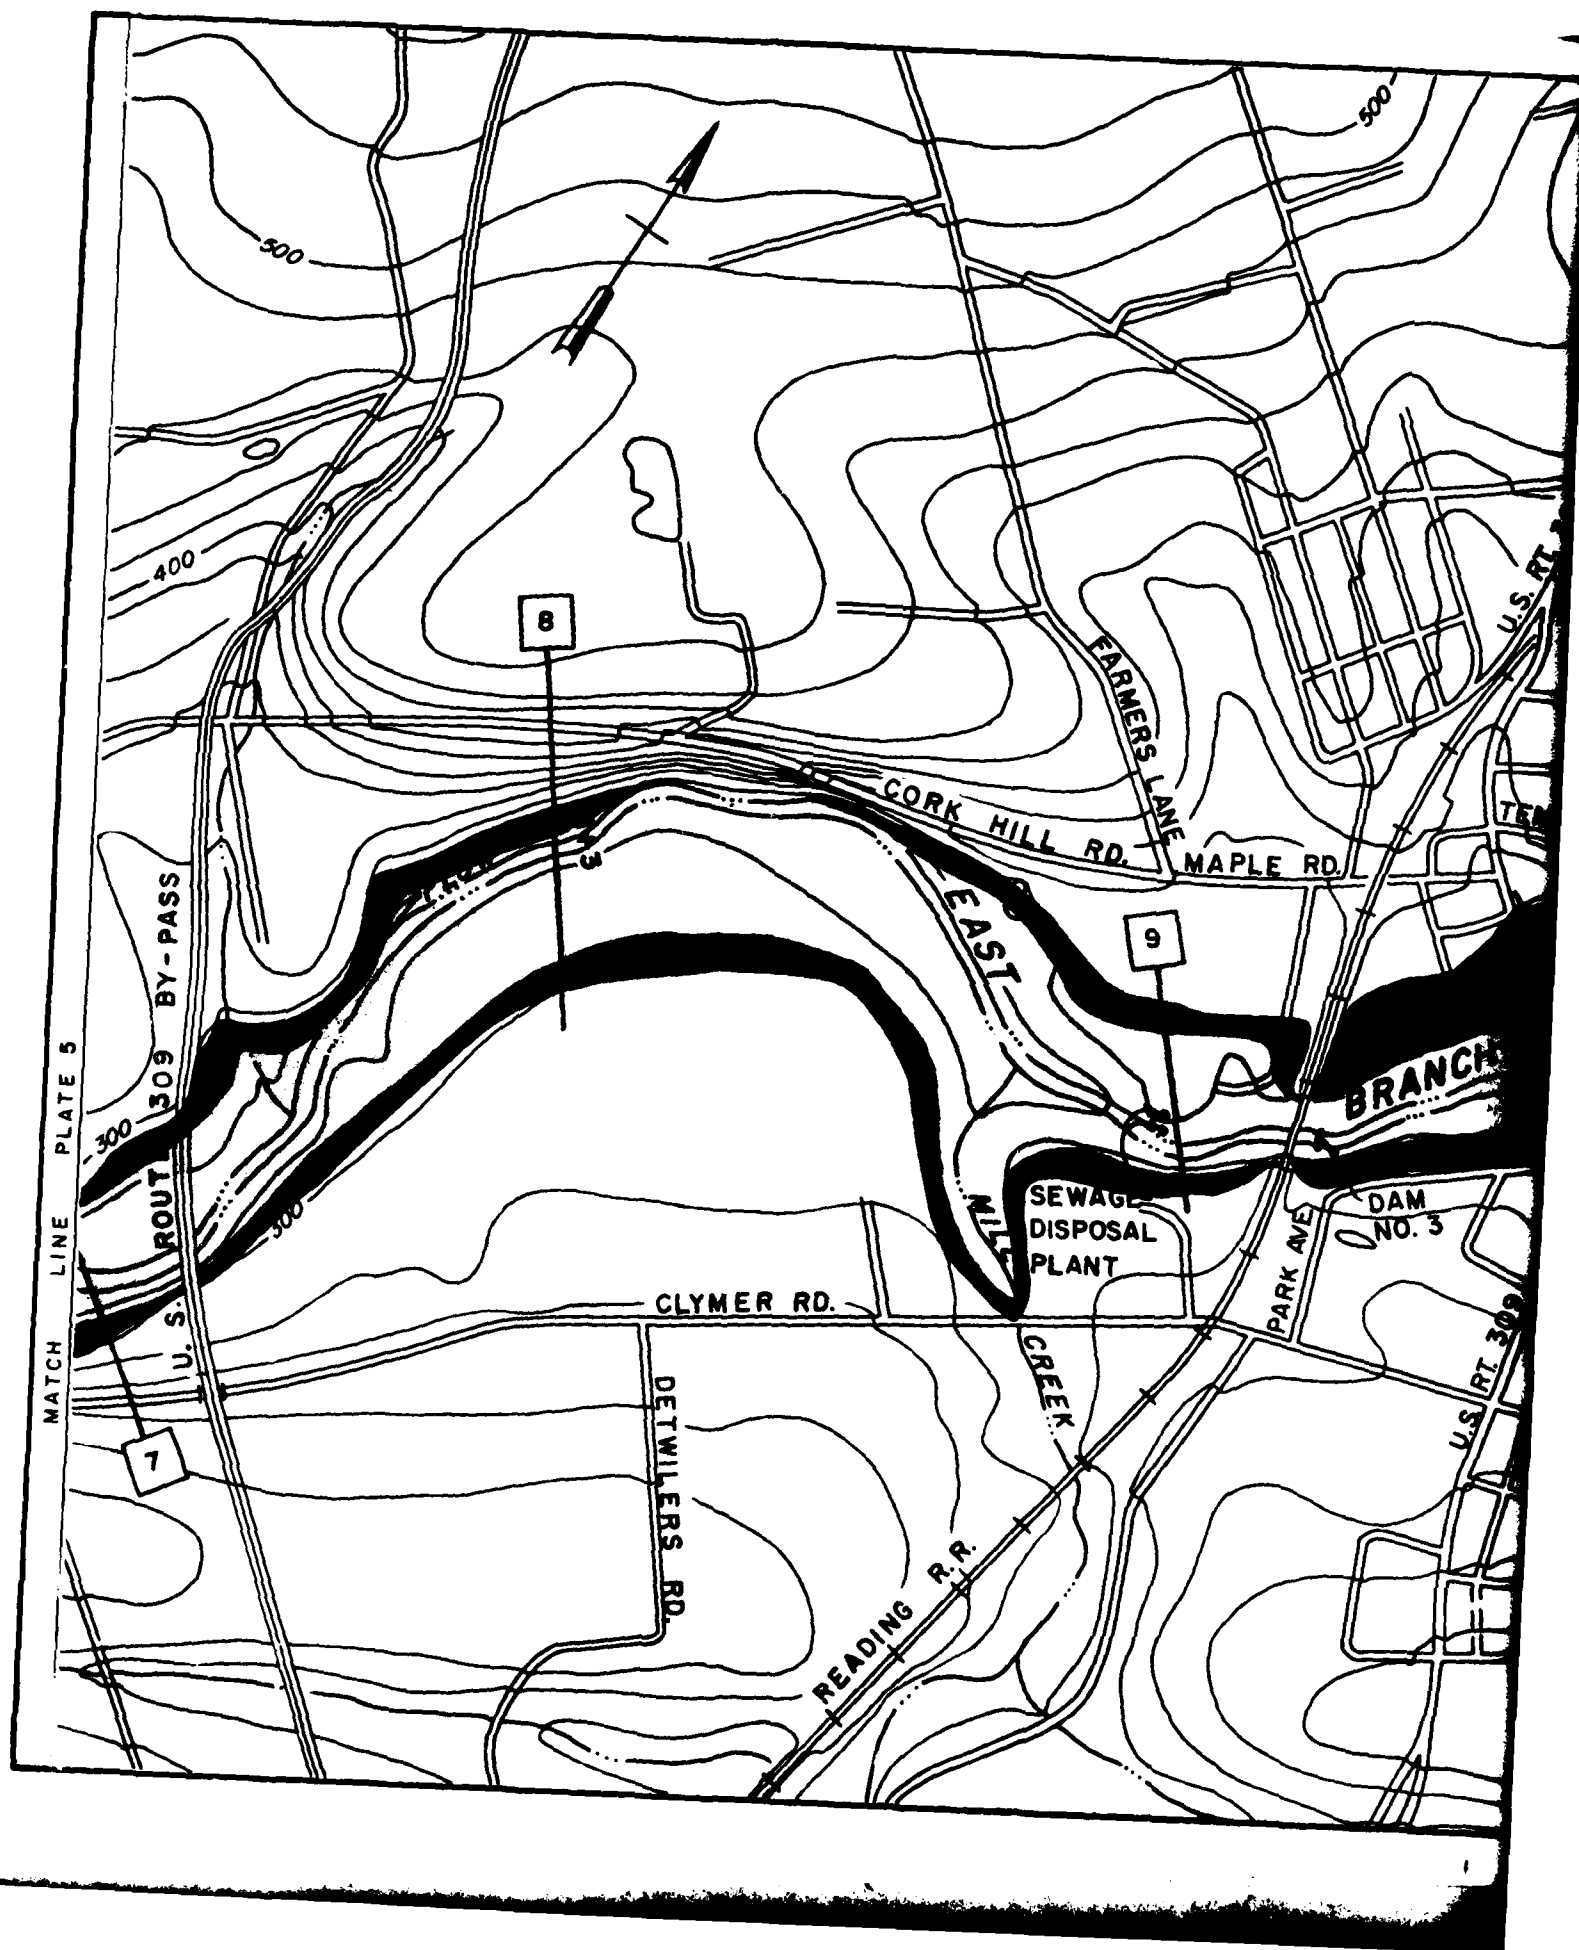 500
500
400
8
U.S. RT.
FARMERS LANE
CORK HILL RD.
MAPLE RD.
EAST
9
U. S. ROUTE 309 BY-PASS
MATCH LINE PLATE 5
300
300
BRANCH
MILL
CREEK
SEWAGE
DISPOSAL
PLANT
DAM
NO. 3
PARK AVE.
CLYMER RD.
U.S. RT. 309
DETWILERS RD.
7
READING R.R.